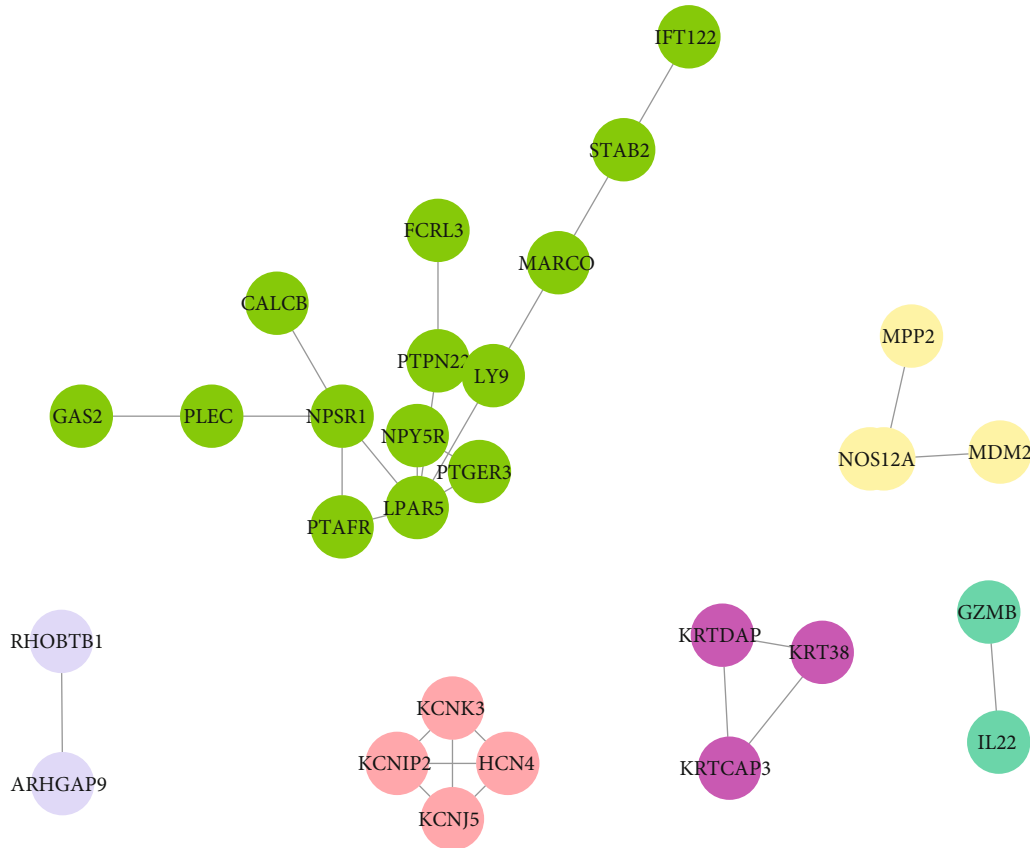 IFT122
STAB2
FCRL3
MARCO
CALCB
MPP2
PTPN22
LY9
GAS2
PLEC
NPSR1
NPY5R
PTGER3
NOS12A
MDM2
LPAR5
PTAFR
GZMB
RHOBTB1
KRTDAP
KRT38
KCNK3
IL22
KCNIP2
HCN4
KRTCAP3
ARHGAP9
KCNJ5